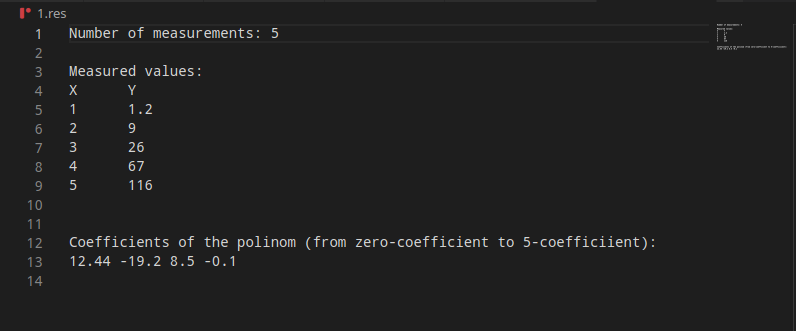 1.res
1 Number of measurements: 5
2
3 Measured values:
4 X Y
5 1 1.2
6 2 9
7 3 26
8 4 67
9 5 116
10
11
12 Coefficients of the polinom (from zero-coefficient to 5-coefficiient):
13 12.44 -19.2 8.5 -0.1
14